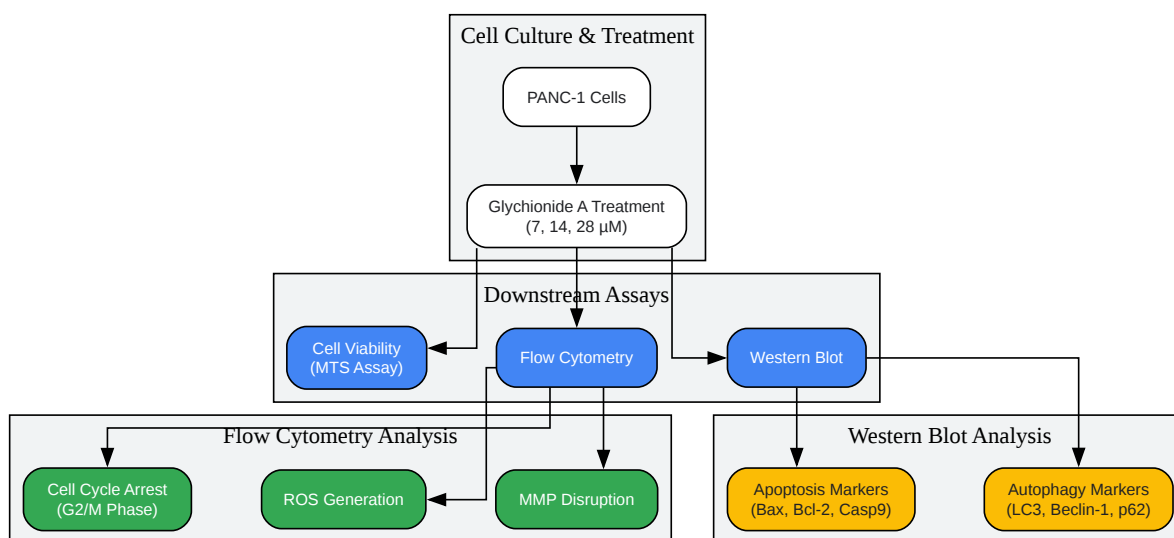 Cell Culture & Treatment
PANC-1 Cells
Glychionide A Treatment
(7, 14, 28 µM)
Downstream Assays
Cell Viability
(MTS Assay)
Flow Cytometry
Western Blot
Flow Cytometry Analysis
Cell Cycle Arrest
(G2/M Phase)
ROS Generation
MMP Disruption
Western Blot Analysis
Apoptosis Markers
(Bax, Bcl-2, Casp9)
Autophagy Markers
(LC3, Beclin-1, p62)